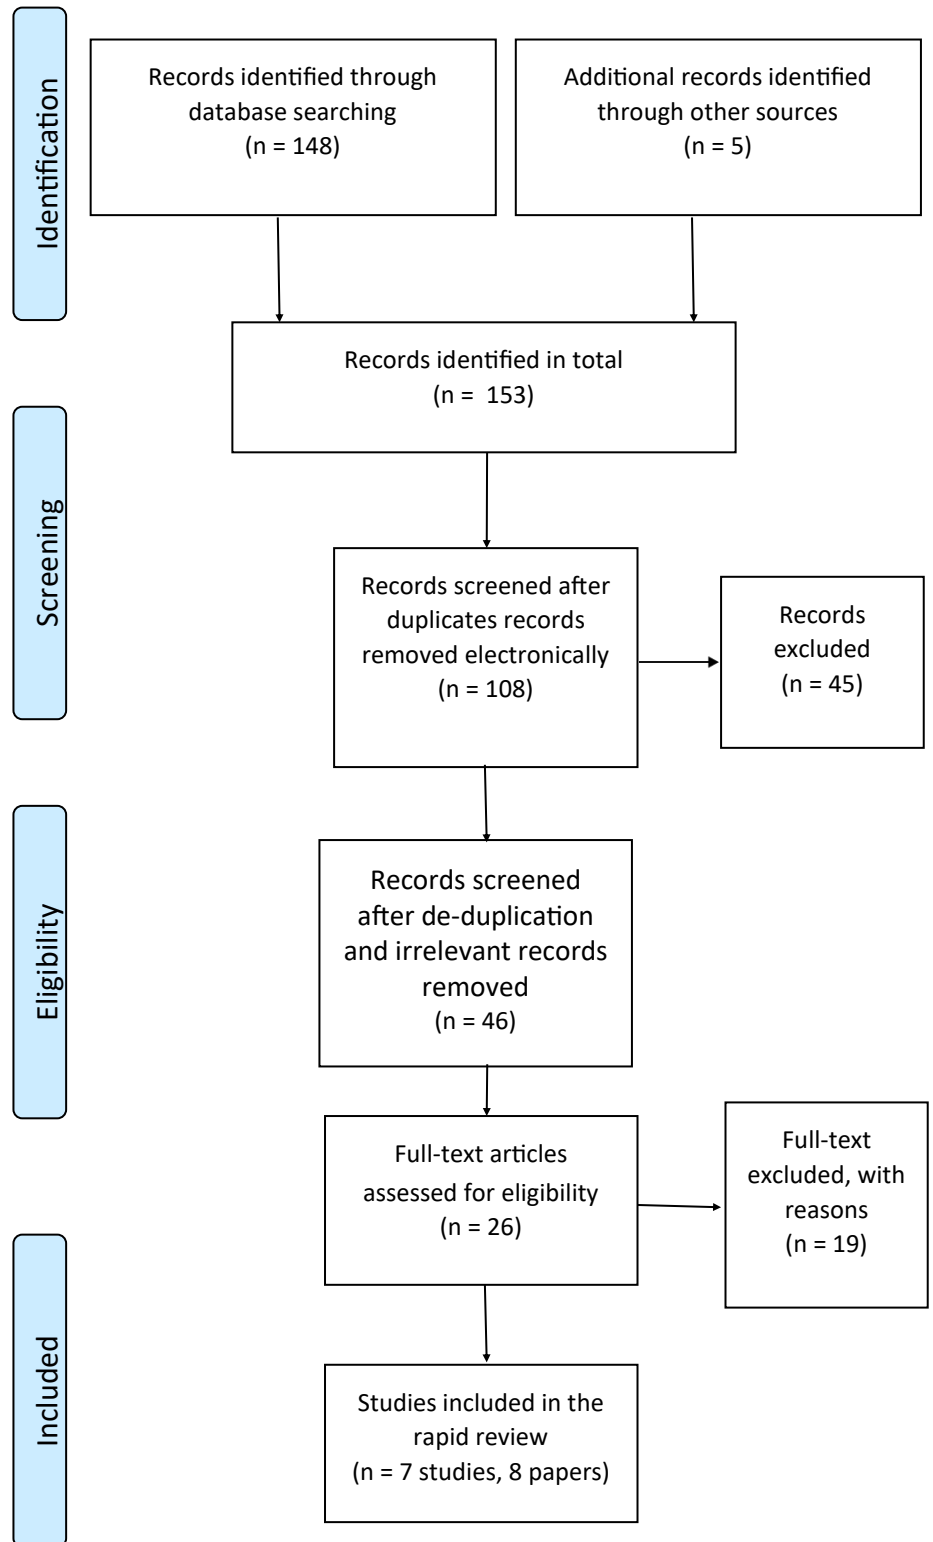 Identification
Records identified through
database searching
(n = 148)
Additional records identified
through other sources
(n = 5)
Records identified in total
(n =  153)
Screening
Records screened after
duplicates records
removed electronically
(n = 108)
Records
excluded
(n = 45)
Eligibility
Records screened
after de-duplication
and irrelevant records
removed
(n = 46)
Full-text articles
assessed for eligibility
(n = 26)
Full-text
excluded, with
reasons
(n = 19)
Included
Studies included in the
rapid review
(n = 7 studies, 8 papers)